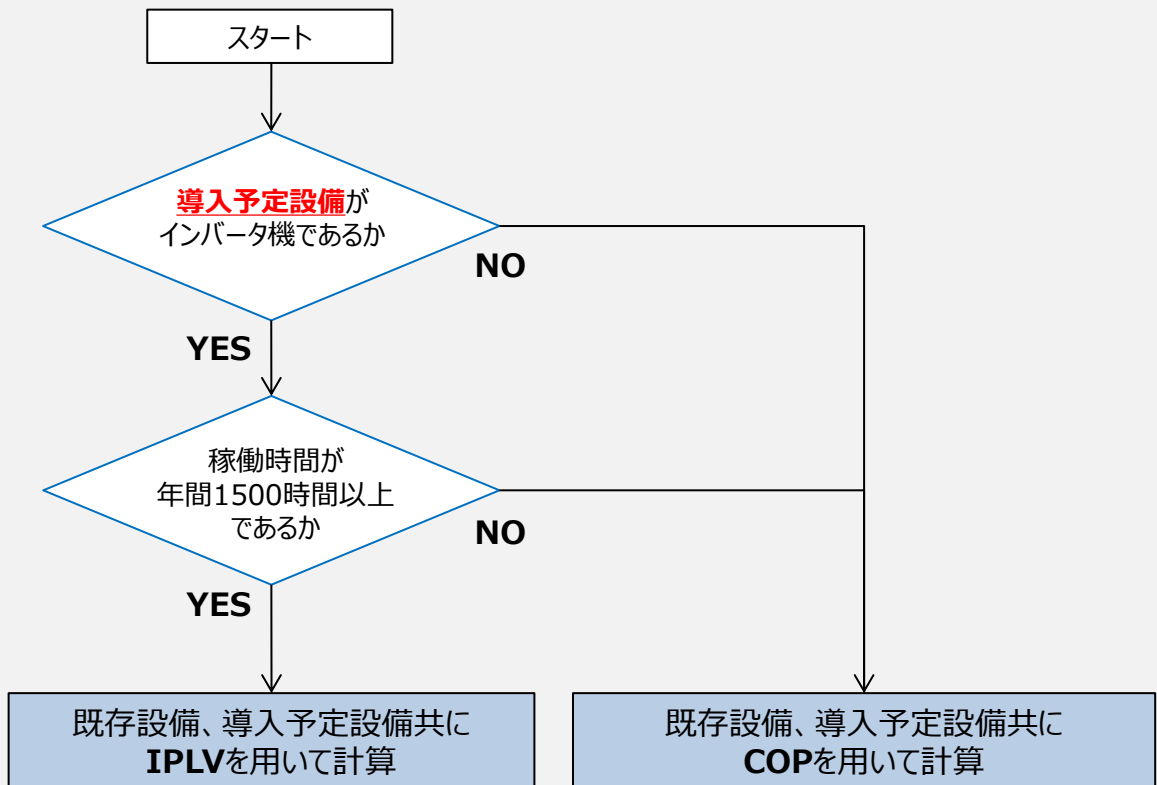 スタート
導入予定設備が
インバータ機であるか
NO
YES
稼働時間が
年間1500時間以上
であるか
NO
YES
既存設備、導入予定設備共に
IPLVを用いて計算
既存設備、導入予定設備共に
COPを用いて計算